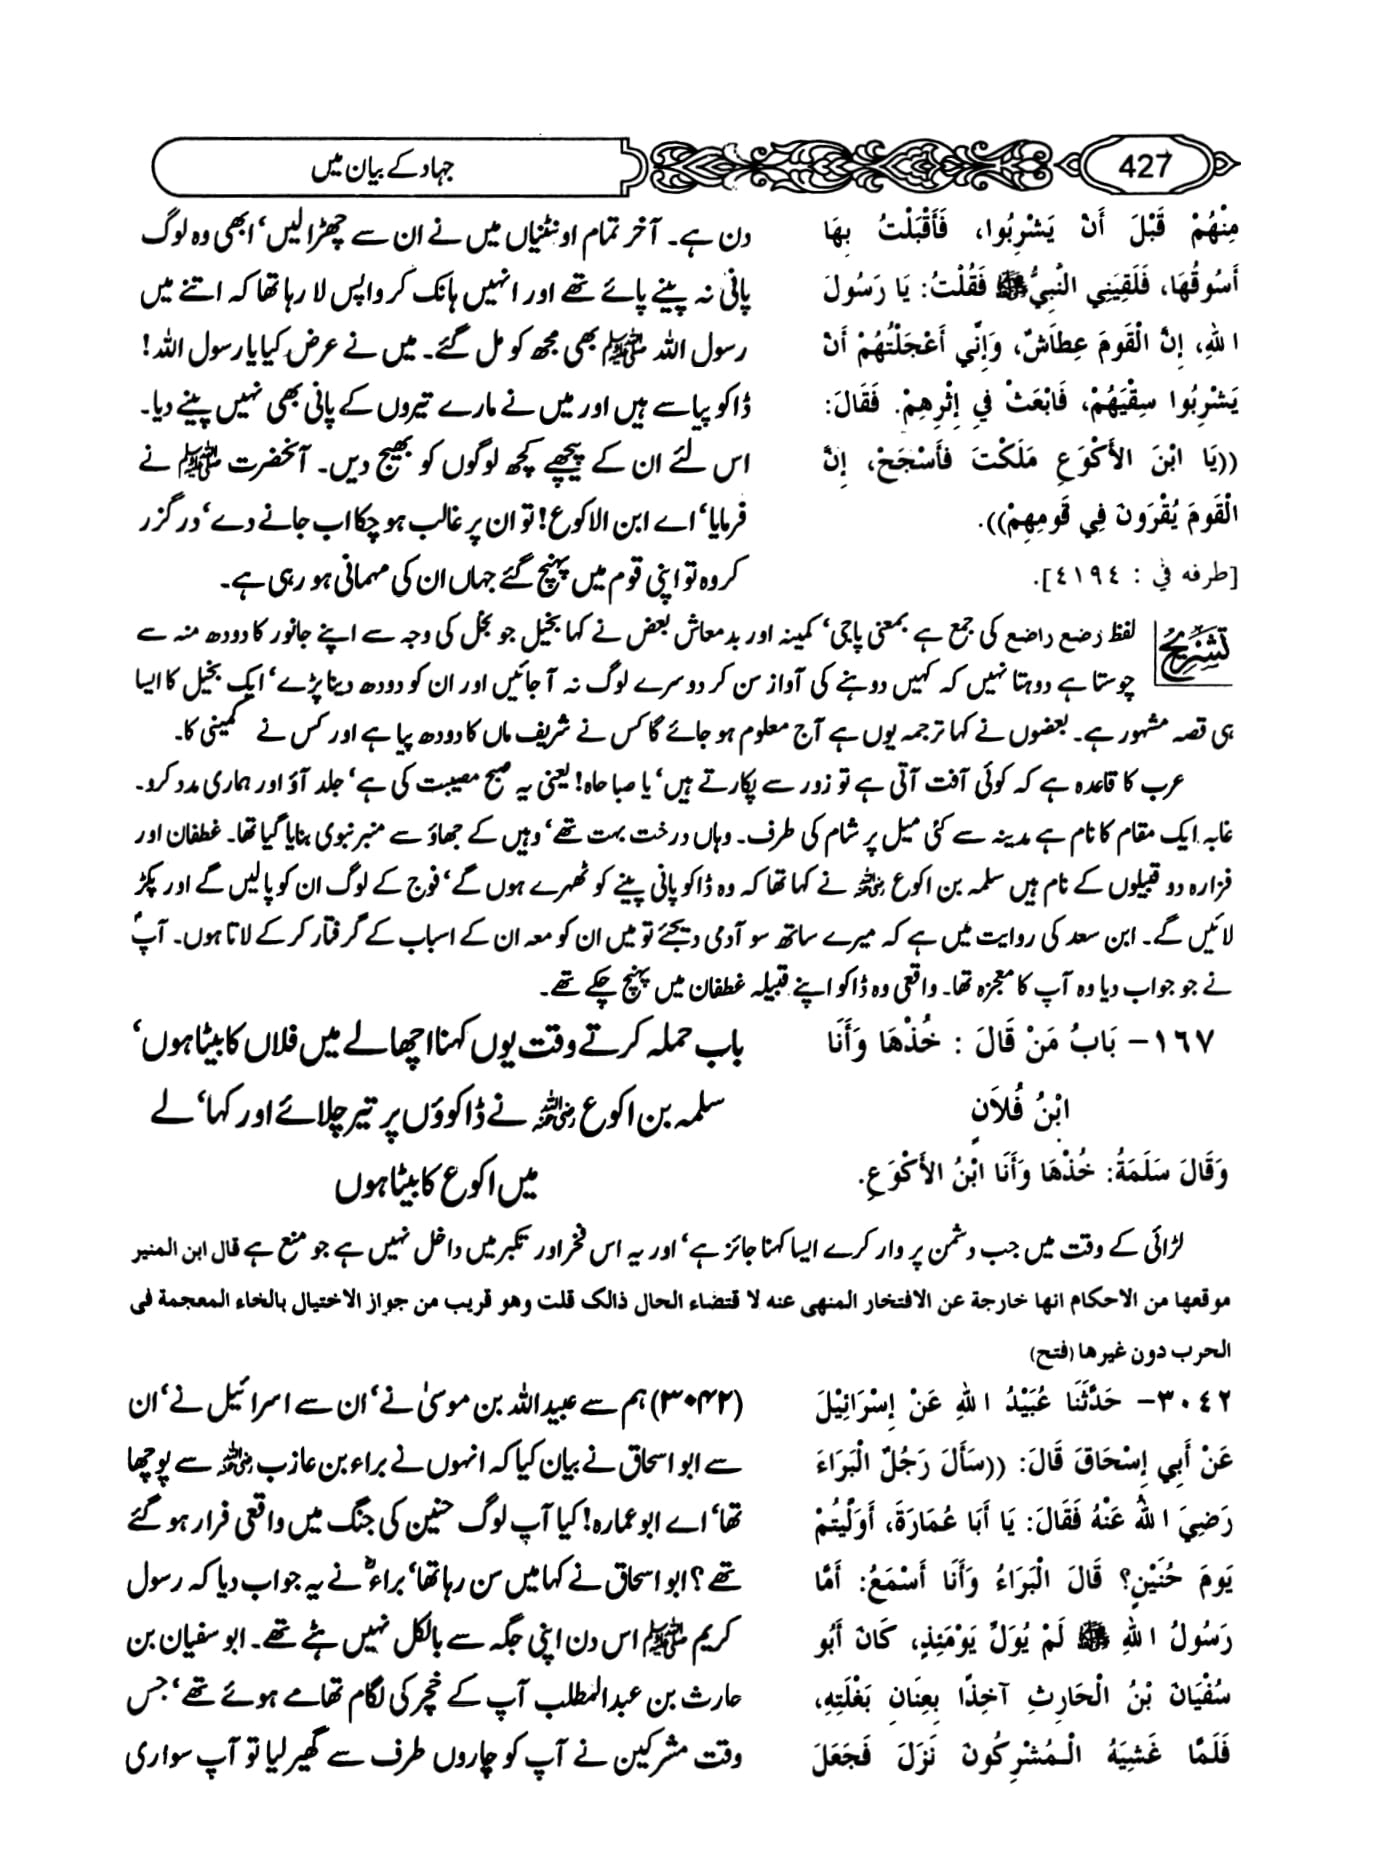 427
جہاد کے بیان میں
مِنْهُمْ قَبْلَ أَنْ يَشْرِبُوا، فَأَقْبَلْتُ بِهَا
أَسُوقُهَا، فَلَقِيَنِي النَّبِيُّ ﷺ فَقُلْتُ: يَا رَسُولَ
اللهِ، إِنَّ الْقَومَ عِطَاشٌ، وَإِنِّي أَعْجَلْتُهُمْ أَنْ
يَشْرِبُوا سِقْيَهُمْ، فَابْعَثْ فِي إِثْرِهِمْ. فَقَالَ:
((يَا ابْنَ الأَكْوَعِ مَلَكْتَ فَأَسْجَحْ، إِنَّ
الْقَومَ يُقْرَونَ فِي قَومِهِمْ)).
[طرفه في : ٤١٩٤].
دن ہے۔ آخر تمام اونٹنیاں میں نے ان سے چھڑا لیں‘ ابھی وہ لوگ
پانی نہ پینے پائے تھے اور انہیں ہانک کر واپس لا رہا تھا کہ اتنے میں
رسول اللہ ﷺ بھی مجھ کو مل گئے۔ میں نے عرض کیا یا رسول اللہ!
ڈاکو پیاسے ہیں اور میں نے مارے تیروں کے پانی بھی نہیں پینے دیا۔
اس لئے ان کے پیچھے کچھ لوگوں کو بھیج دیں۔ آنحضرت ﷺ نے
فرمایا‘ اے ابن الاکوع! تو ان پر غالب ہو چکا اب جانے دے‘ درگزر
کر وہ تو اپنی قوم میں پہنچ گئے جہاں ان کی مہمانی ہو رہی ہے۔
تشریح
لفظ رضع راضع کی جمع ہے بمعنی پاجی‘ کمینہ اور بدمعاش بعض نے کہا بخیل جو بخل کی وجہ سے اپنے جانور کا دودھ منہ سے
چوستا ہے دوہتا نہیں کہ کہیں دوہنے کی آواز سن کر دوسرے لوگ نہ آ جائیں اور ان کو دودھ دینا پڑے‘ ایک بخیل کا ایسا
ہی قصہ مشہور ہے۔ بعضوں نے کہا ترجمہ یوں ہے آج معلوم ہو جائے گا کس نے شریف ماں کا دودھ پیا ہے اور کس نے کمینی کا۔
عرب کا قاعدہ ہے کہ کوئی آفت آتی ہے تو زور سے پکارتے ہیں‘ یا صباحاہ! یعنی یہ صبح مصیبت کی ہے‘ جلد آؤ اور ہماری مدد کرو۔
غابہ ایک مقام کا نام ہے مدینہ سے کئی میل پر شام کی طرف۔ وہاں درخت بہت تھے‘ وہیں کے جھاؤ سے منبر نبوی بنایا گیا تھا۔ غطفان اور
فزارہ دو قبیلوں کے نام ہیں سلمہ بن اکوع رضی اللہ عنہ نے کہا تھا کہ وہ ڈاکو پانی پینے کو ٹھہرے ہوں گے‘ فوج کے لوگ ان کو پالیں گے اور پکڑ
لائیں گے۔ ابن سعد کی روایت میں ہے کہ میرے ساتھ سو آدمی دیجئے تو میں ان کو معہ ان کے اسباب کے گرفتار کر کے لاتا ہوں۔ آپؐ
نے جو جواب دیا وہ آپ کا معجزہ تھا۔ واقعی وہ ڈاکو اپنے قبیلہ غطفان میں پہنچ چکے تھے۔
١٦٧- بَابُ مَنْ قَالَ : خُذْهَا وَأَنَا
ابْنُ فُلاَنٍ
وَقَالَ سَلَمَةُ: خُذْهَا وَأَنَا ابْنُ الأَكْوَعِ.
باب حملہ کرتے وقت یوں کہنا اچھا لے میں فلاں کا بیٹا ہوں‘
سلمہ بن اکوع رضی اللہ عنہ نے ڈاکوؤں پر تیر چلائے اور کہا‘ لے
میں اکوع کا بیٹا ہوں
لڑائی کے وقت میں جب دشمن پر وار کرے ایسا کہنا جائز ہے‘ اور یہ اس فخر اور تکبر میں داخل نہیں ہے جو منع ہے قال ابن المنیر
موقعھا من الاحکام انھا خارجة عن الافتخار المنھی عنه لا قتضاء الحال ذالک قلت وھو قریب من جواز الاختیال بالخاء المعجمة فی
الحرب دون غیرھا (فتح)
٣٠٤٢- حَدَّثَنَا عُبَيْدُ اللهِ عَنْ إِسْرَائِيْلَ
عَنْ أَبِي إِسْحَاقَ قَالَ: ((سَأَلَ رَجُلٌ الْبَرَاءَ
رَضِيَ اللهُ عَنْهُ فَقَالَ: يَا أَبَا عُمَارَةَ، أَوَلَّيْتُمْ
يَومَ حُنَيْنٍ؟ قَالَ الْبَرَاءُ وَأَنَا أَسْمَعُ: أَمَّا
رَسُولُ اللهِ ﷺ لَمْ يُوَلِّ يَوْمَئِذٍ، كَانَ أَبُو
سُفْيَانَ بْنُ الْحَارِثِ آخِذًا بِعِنَانِ بَغْلَتِهِ،
فَلَمَّا غَشِيَهُ الْمُشْرِكُونَ نَزَلَ فَجَعَلَ
(۳۰۴۲) ہم سے عبیداللہ بن موسیٰ نے‘ ان سے اسرائیل نے‘ ان
سے ابو اسحاق نے بیان کیا کہ انہوں نے براء بن عازب رضی اللہ عنہ سے پوچھا
تھا‘ اے ابو عمارہ! کیا آپ لوگ حنین کی جنگ میں واقعی فرار ہو گئے
تھے؟ ابو اسحاق نے کہا میں سن رہا تھا‘ براءؓ نے یہ جواب دیا کہ رسول
کریم ﷺ اس دن اپنی جگہ سے بالکل نہیں ہٹے تھے۔ ابو سفیان بن
حارث بن عبدالمطلب آپ کے خچر کی لگام تھامے ہوئے تھے‘ جس
وقت مشرکین نے آپ کو چاروں طرف سے گھیر لیا تو آپ سواری